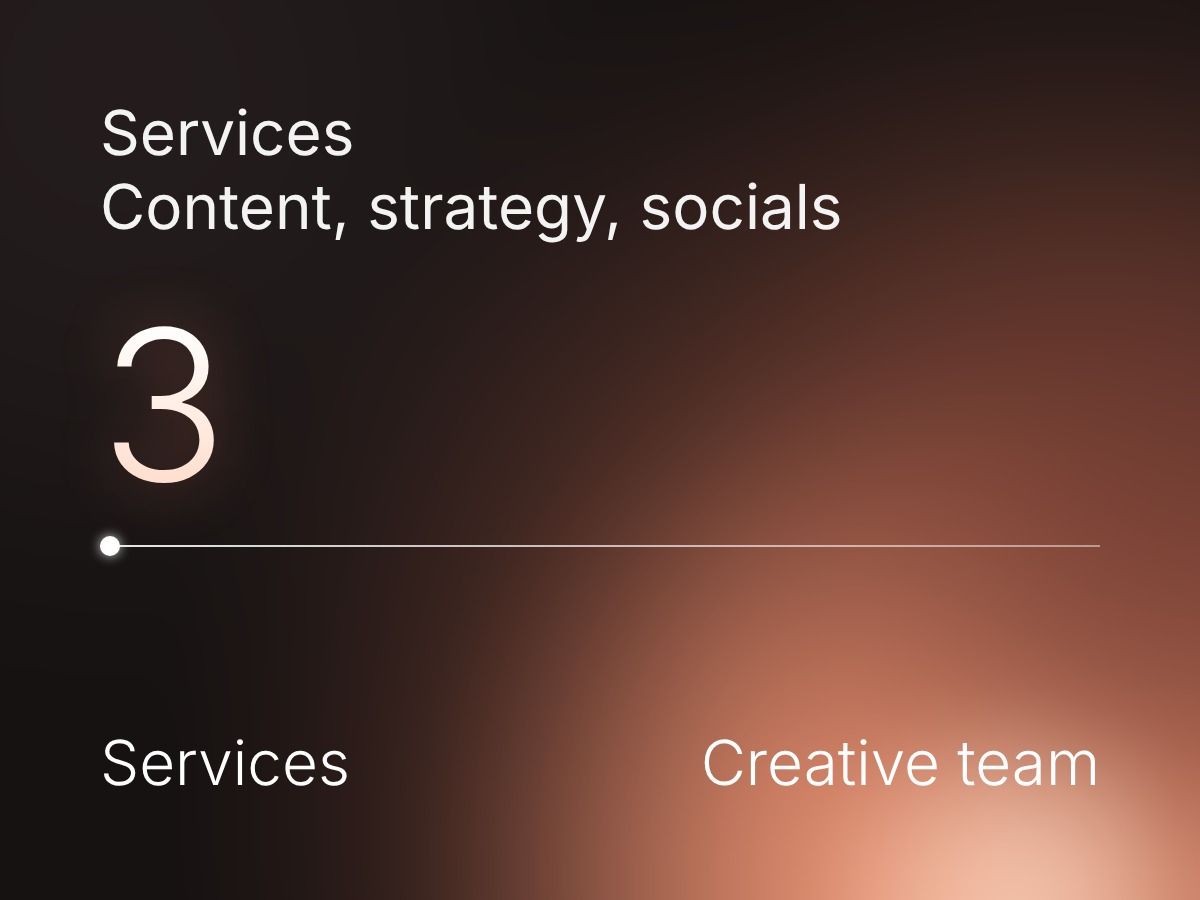 Services
Content, strategy, socials
3
Services
Creative team